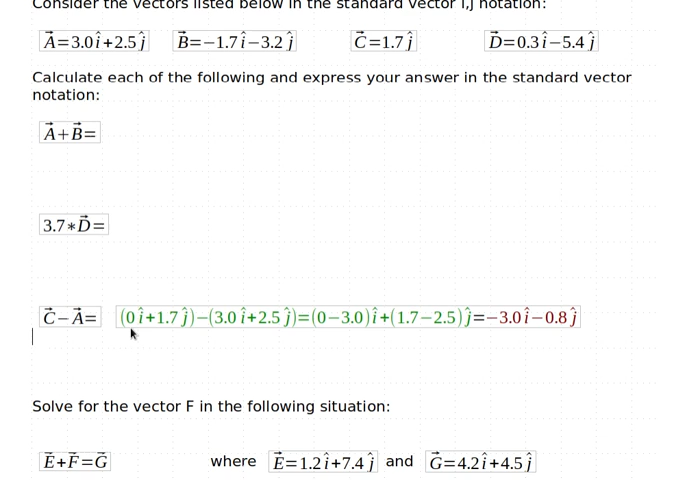 Consider the vectors listed below in the standard vector i,j notation:
A⃗=3.0î+2.5ĵ B⃗=−1.7î−3.2ĵ C⃗=1.7ĵ D⃗=0.3î−5.4ĵ
Calculate each of the following and express your answer in the standard vector
notation:
A⃗+B⃗=
3.7∗D⃗=
C⃗−A⃗= (0î+1.7ĵ)−(3.0î+2.5ĵ)=(0−3.0)î+(1.7−2.5)ĵ=−3.0î−0.8ĵ
Solve for the vector F in the following situation:
E⃗+F⃗=G⃗ where E⃗=1.2î+7.4ĵ and G⃗=4.2î+4.5ĵ